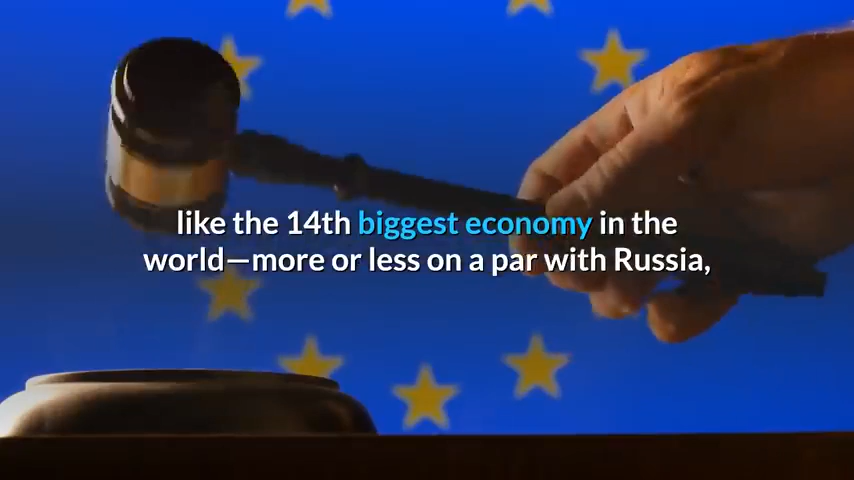 like the 14th biggest economy in the
world—more or less on a par with Russia,